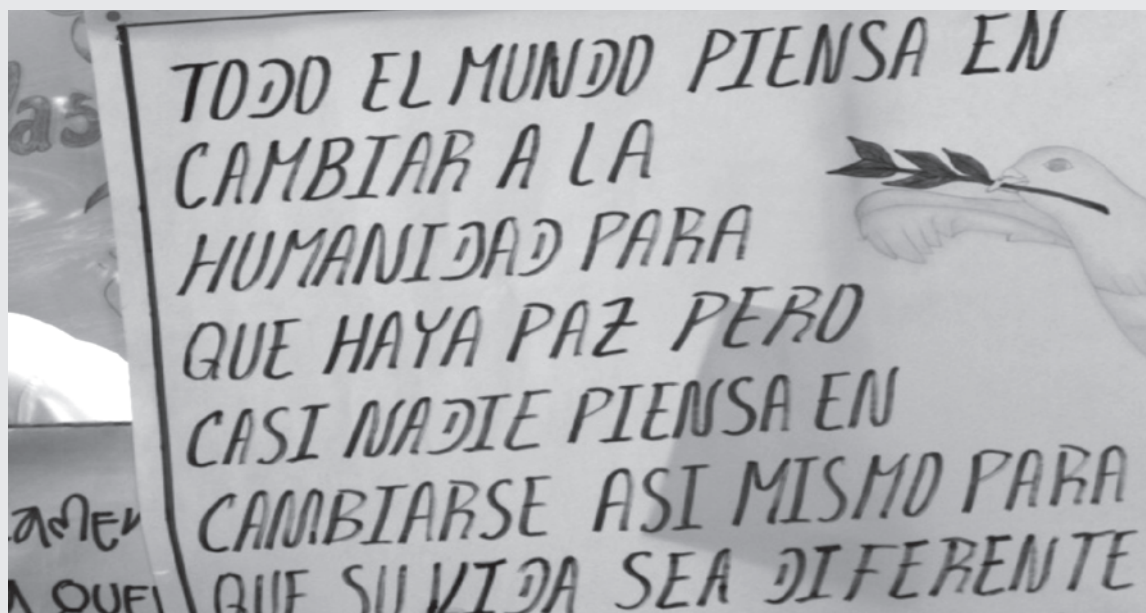 las
TODO EL MUNDO PIENSA EN
CAMBIAR A LA
HUMANIDAD PARA
QUE HAYA PAZ PERO
CASI NADIE PIENSA EN
CAMBIARSE ASI MISMO PARA
QUE SU VIDA SEA DIFERENTE